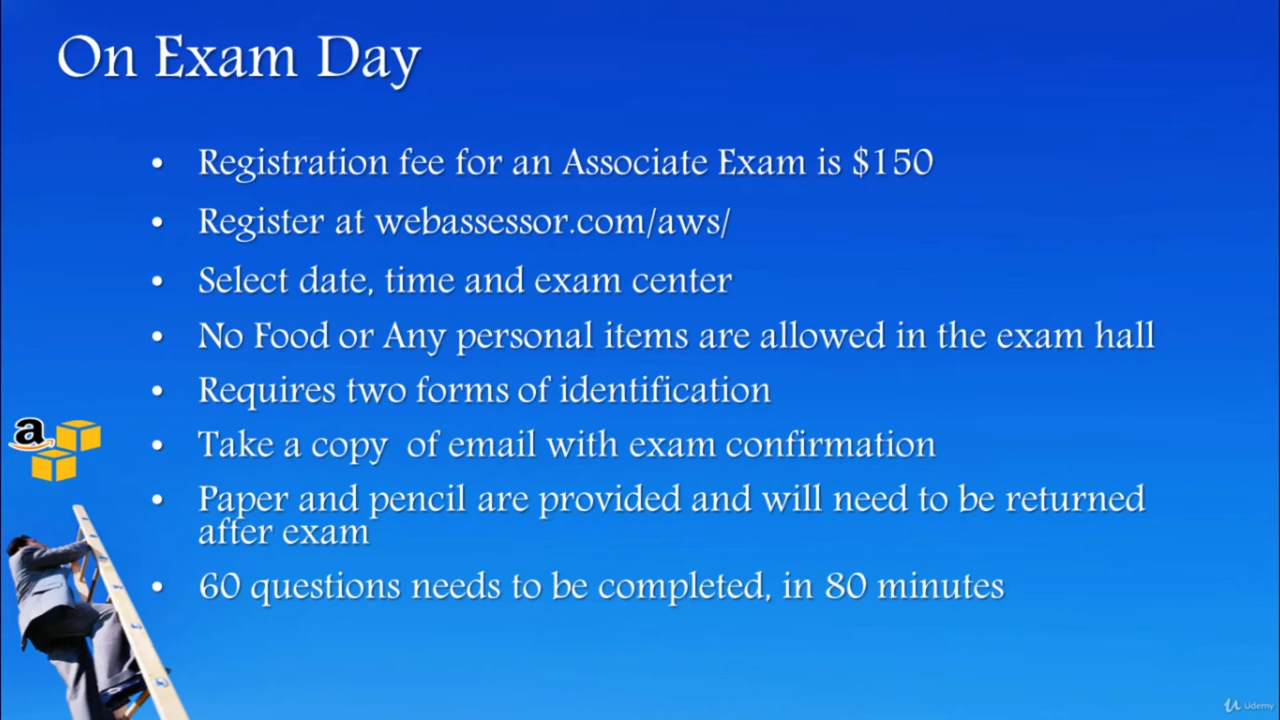 On Exam Day
• Registration fee for an Associate Exam is $150
• Register at webassessor.com/aws/
• Select date, time and exam center
• No Food or Any personal items are allowed in the exam hall
• Requires two forms of identification
• Take a copy of email with exam confirmation
• Paper and pencil are provided and will need to be returned
after exam
• 60 questions needs to be completed, in 80 minutes
a
Udemy